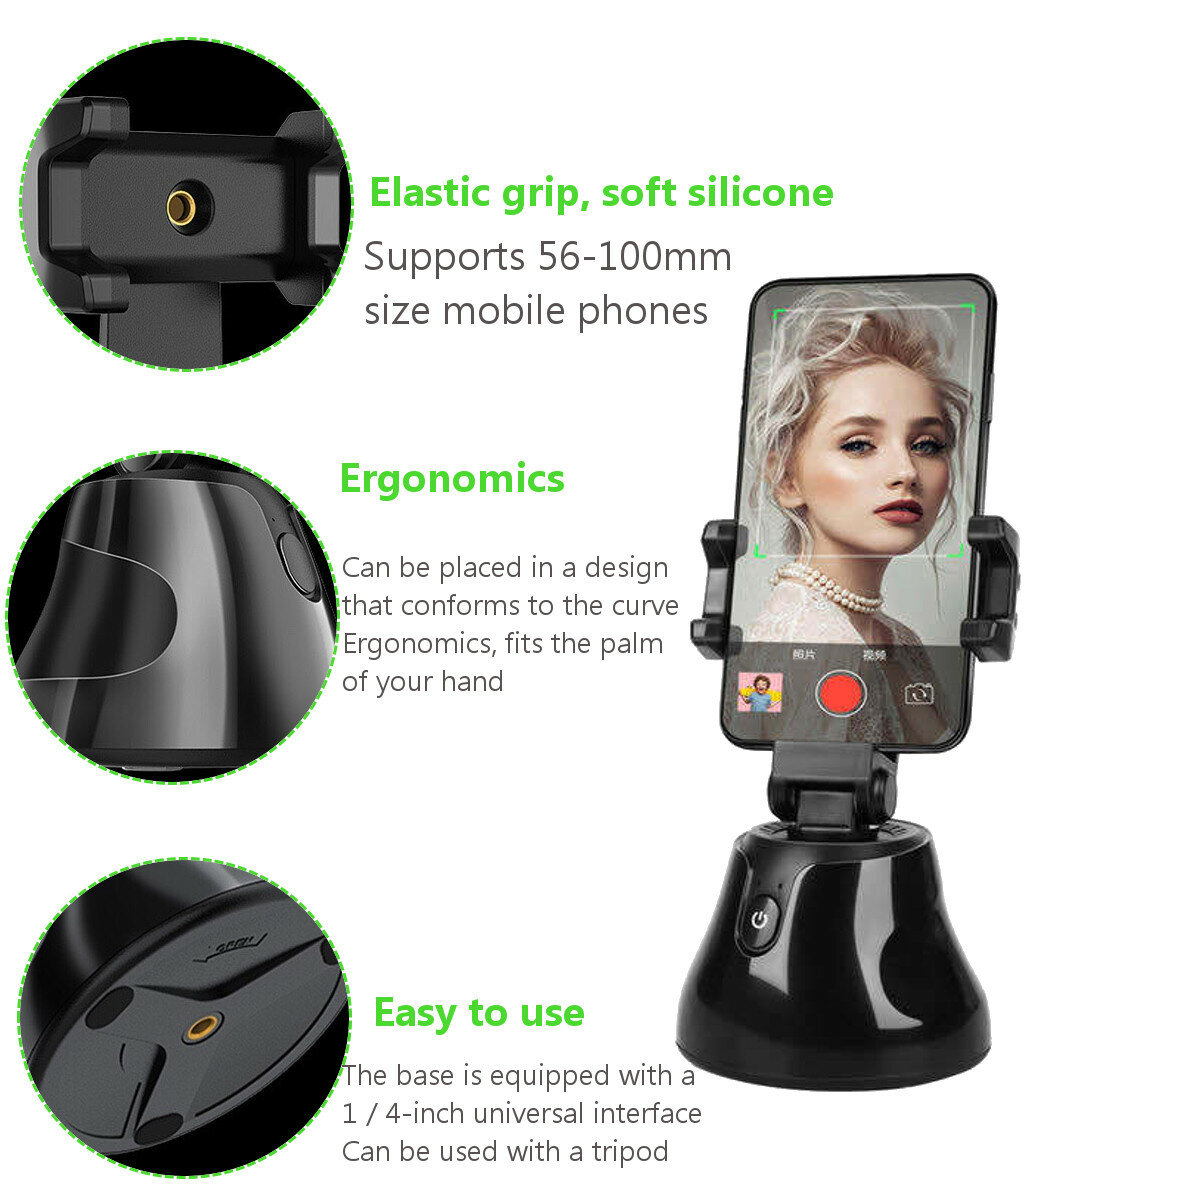 Elastic grip, soft silicone
Supports 56-100mm
size mobile phones
照片 视频
Ergonomics
Can be placed in a design
that conforms to the curve
Ergonomics, fits the palm
of your hand
OPEN
Easy to use
The base is equipped with a
1 / 4-inch universal interface
Can be used with a tripod